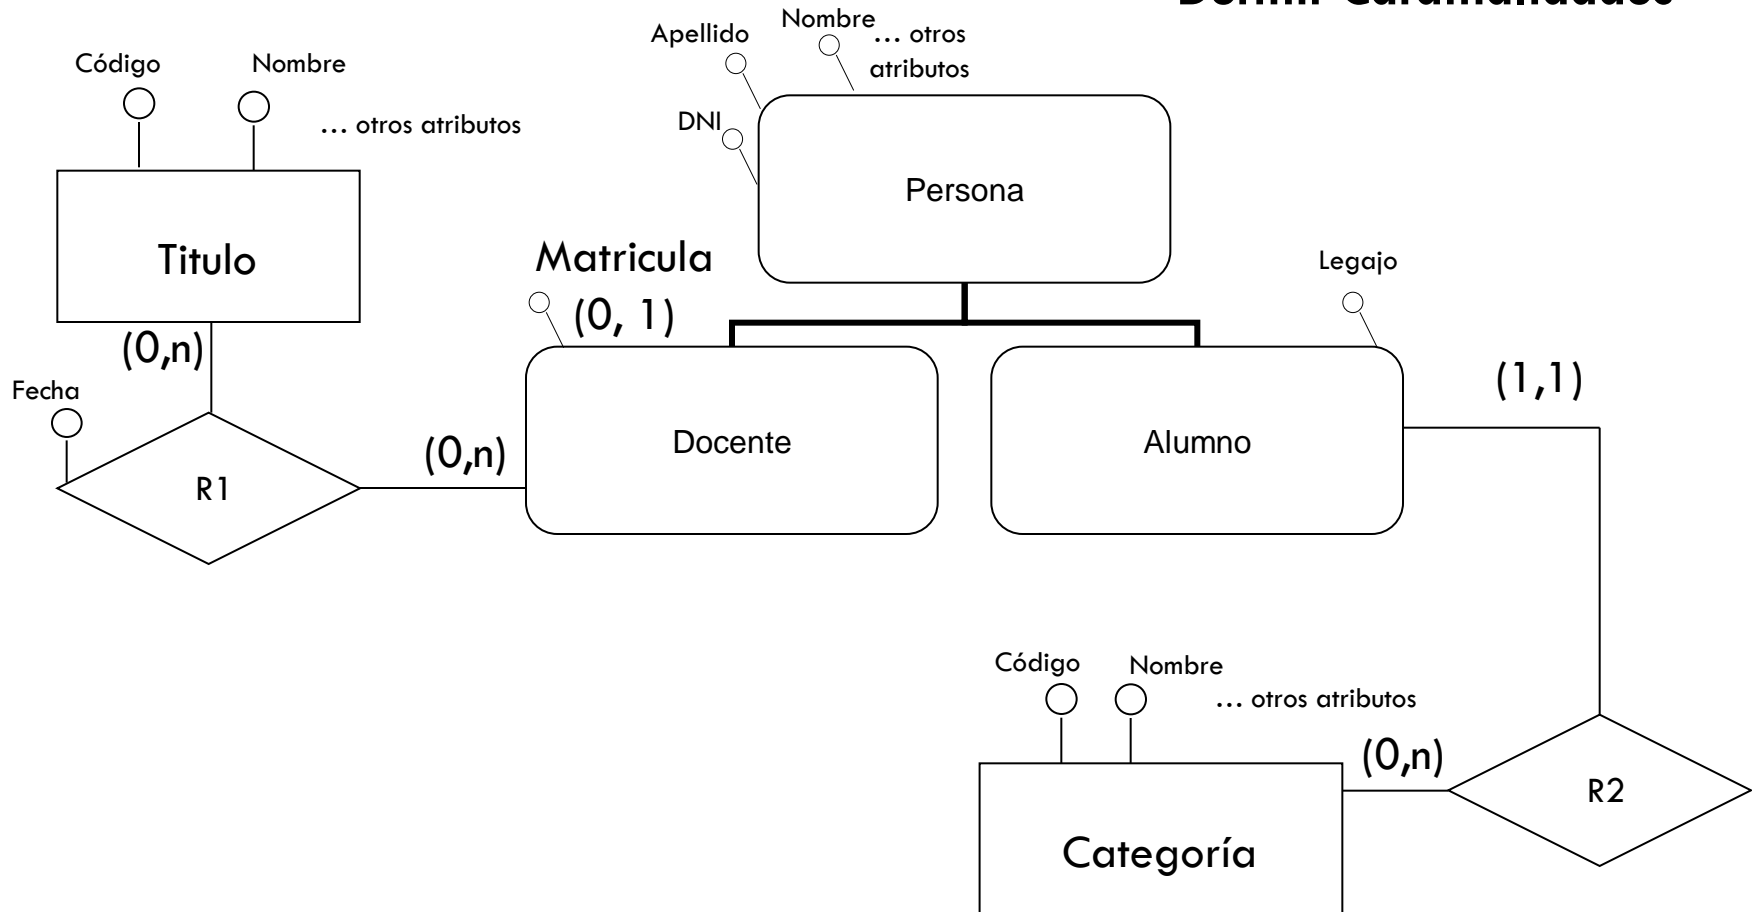 Nombre
Apellido
... otros
atributos
Código
Nombre
... otros atributos
DNI
Persona
Titulo
Matricula
(0, 1)
Legajo
(0,n)
Fecha
(1,1)
(0,n)
R1
Docente
Alumno
Código
Nombre
... otros atributos
(0,n)
R2
Categoría